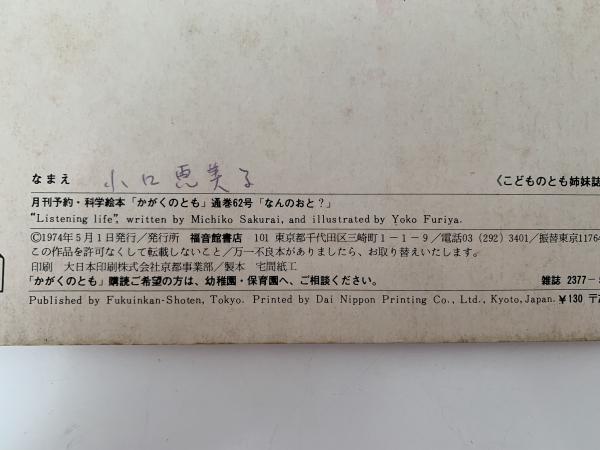 なまえ 小口恵美子 〈こどものとも姉妹誌
月刊予約・科学絵本「かがくのとも」通巻62号「なんのおと？」
“Listening life”, written by Michiko Sakurai, and illustrated by Yoko Furiya.
©1974年5月1日発行／発行所 福音館書店 101 東京都千代田区三崎町1－1－9／電話03 (292) 3401／振替東京11764
この作品を許可なくして転載しないこと／万一不良本がありましたら、お取り替えいたします。
印刷 大日本印刷株式会社京都事業部／製本 宅間紙工
「かがくのとも」購読ご希望の方は、幼稚園・保育園へ、ご相談ください。 雑誌 2377－
Published by Fukuinkan-Shoten, Tokyo. Printed by Dai Nippon Printing Co., Ltd., Kyoto, Japan. ¥130 〒